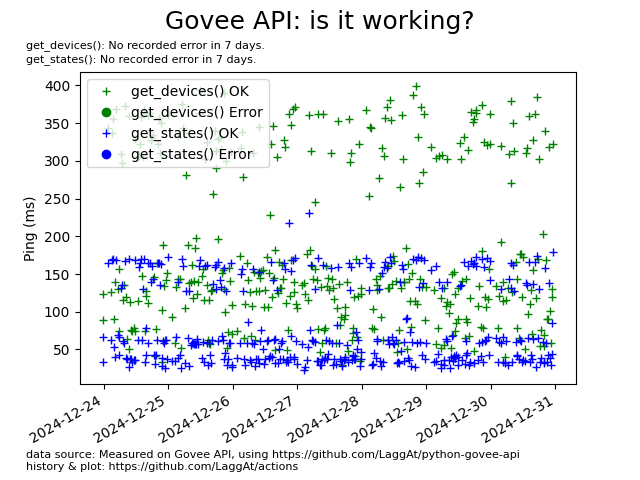 Govee API: is it working?
get_devices(): No recorded error in 7 days.
get_states(): No recorded error in 7 days.
get_devices() OK
get_devices() Error
get_states() OK
get_states() Error
Ping (ms)
400
350
300
250
200
150
100
50
2024-12-24
2024-12-25
2024-12-26
2024-12-27
2024-12-28
2024-12-29
2024-12-30
2024-12-31
data source: Measured on Govee API, using https://github.com/LaggAt/python-govee-api
history & plot: https://github.com/LaggAt/actions